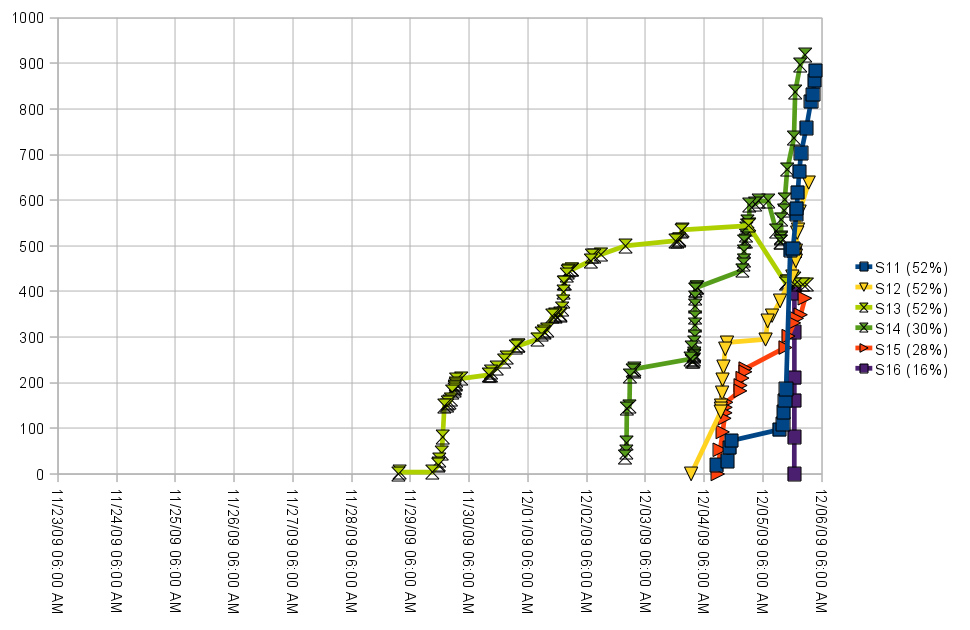 1000
900
800
700
600
500
400
300
200
100
0
11/23/09 06:00 AM
11/24/09 06:00 AM
11/25/09 06:00 AM
11/26/09 06:00 AM
11/27/09 06:00 AM
11/28/09 06:00 AM
11/29/09 06:00 AM
11/30/09 06:00 AM
12/01/09 06:00 AM
12/02/09 06:00 AM
12/03/09 06:00 AM
12/04/09 06:00 AM
12/05/09 06:00 AM
12/06/09 06:00 AM
S11 (52%)
S12 (52%)
S13 (52%)
S14 (30%)
S15 (28%)
S16 (16%)